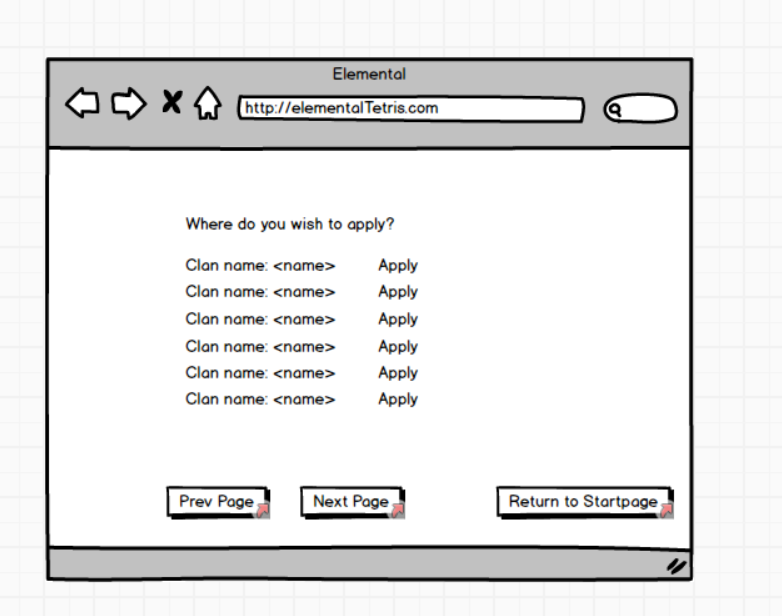 Elemental
http://elementalTetris.com
Where do you wish to apply?
Clan name: <name> Apply
Clan name: <name> Apply
Clan name: <name> Apply
Clan name: <name> Apply
Clan name: <name> Apply
Clan name: <name> Apply
Prev Page Next Page Return to Startpage